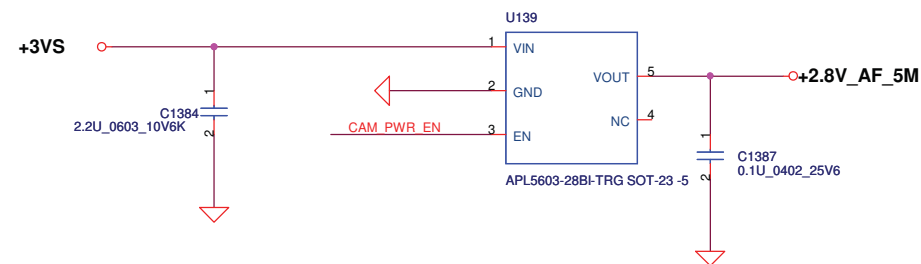 U139
+3VS
1
VIN
2
GND
CAM_PWR_EN
3
EN
VOUT
5
+2.8V_AF_5M
NC
4
1
C1384
2.2U_0603_10V6K
2
1
C1387
0.1U_0402_25V6
2
APL5603-28BI-TRG SOT-23 -5